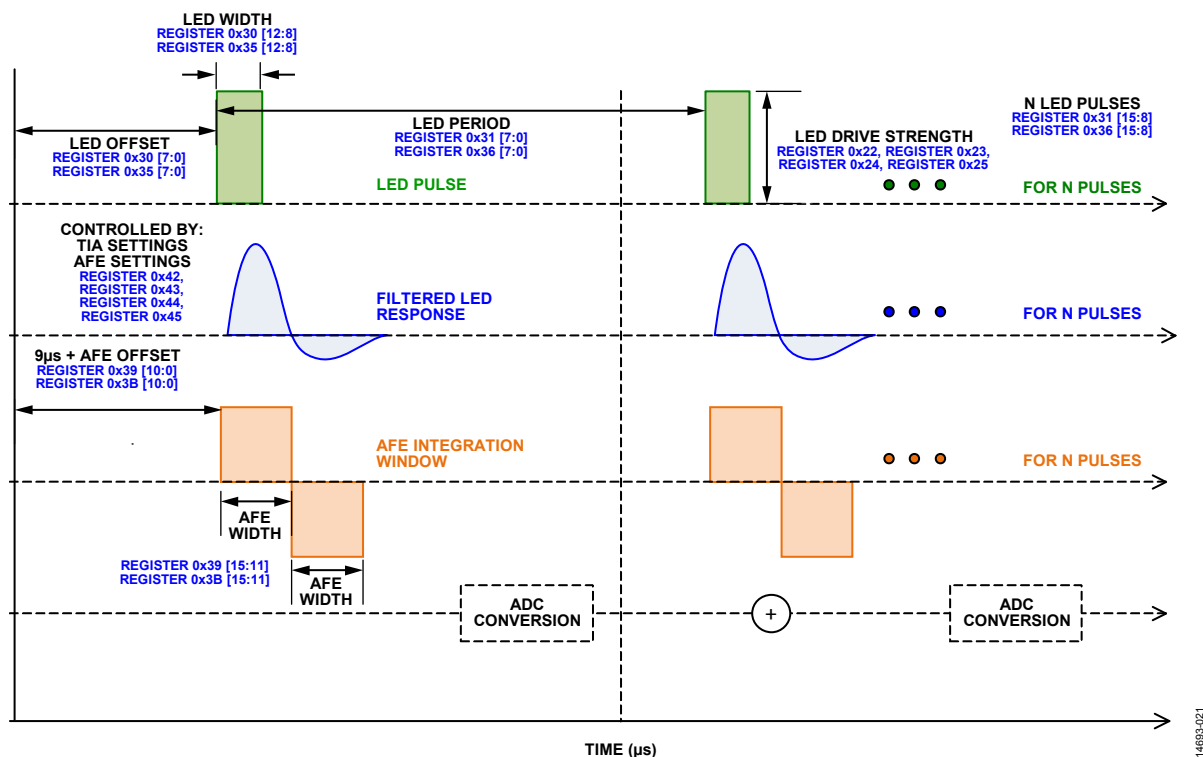 LED WIDTH
REGISTER 0x30 [12:8]
REGISTER 0x35 [12:8]
LED OFFSET
REGISTER 0x30 [7:0]
REGISTER 0x35 [7:0]
LED PERIOD
REGISTER 0x31 [7:0]
REGISTER 0x36 [7:0]
LED PULSE
LED DRIVE STRENGTH
REGISTER 0x22, REGISTER 0x23,
REGISTER 0x24, REGISTER 0x25
N LED PULSES
REGISTER 0x31 [15:8]
REGISTER 0x36 [15:8]
FOR N PULSES
CONTROLLED BY:
TIA SETTINGS
AFE SETTINGS
REGISTER 0x42,
REGISTER 0x43,
REGISTER 0x44,
REGISTER 0x45
FILTERED LED
RESPONSE
FOR N PULSES
9µs + AFE OFFSET
REGISTER 0x39 [10:0]
REGISTER 0x3B [10:0]
AFE INTEGRATION
WINDOW
FOR N PULSES
AFE
WIDTH
REGISTER 0x39 [15:11]
REGISTER 0x3B [15:11]
AFE
WIDTH
ADC
CONVERSION
+
ADC
CONVERSION
TIME (µs)
14693-021